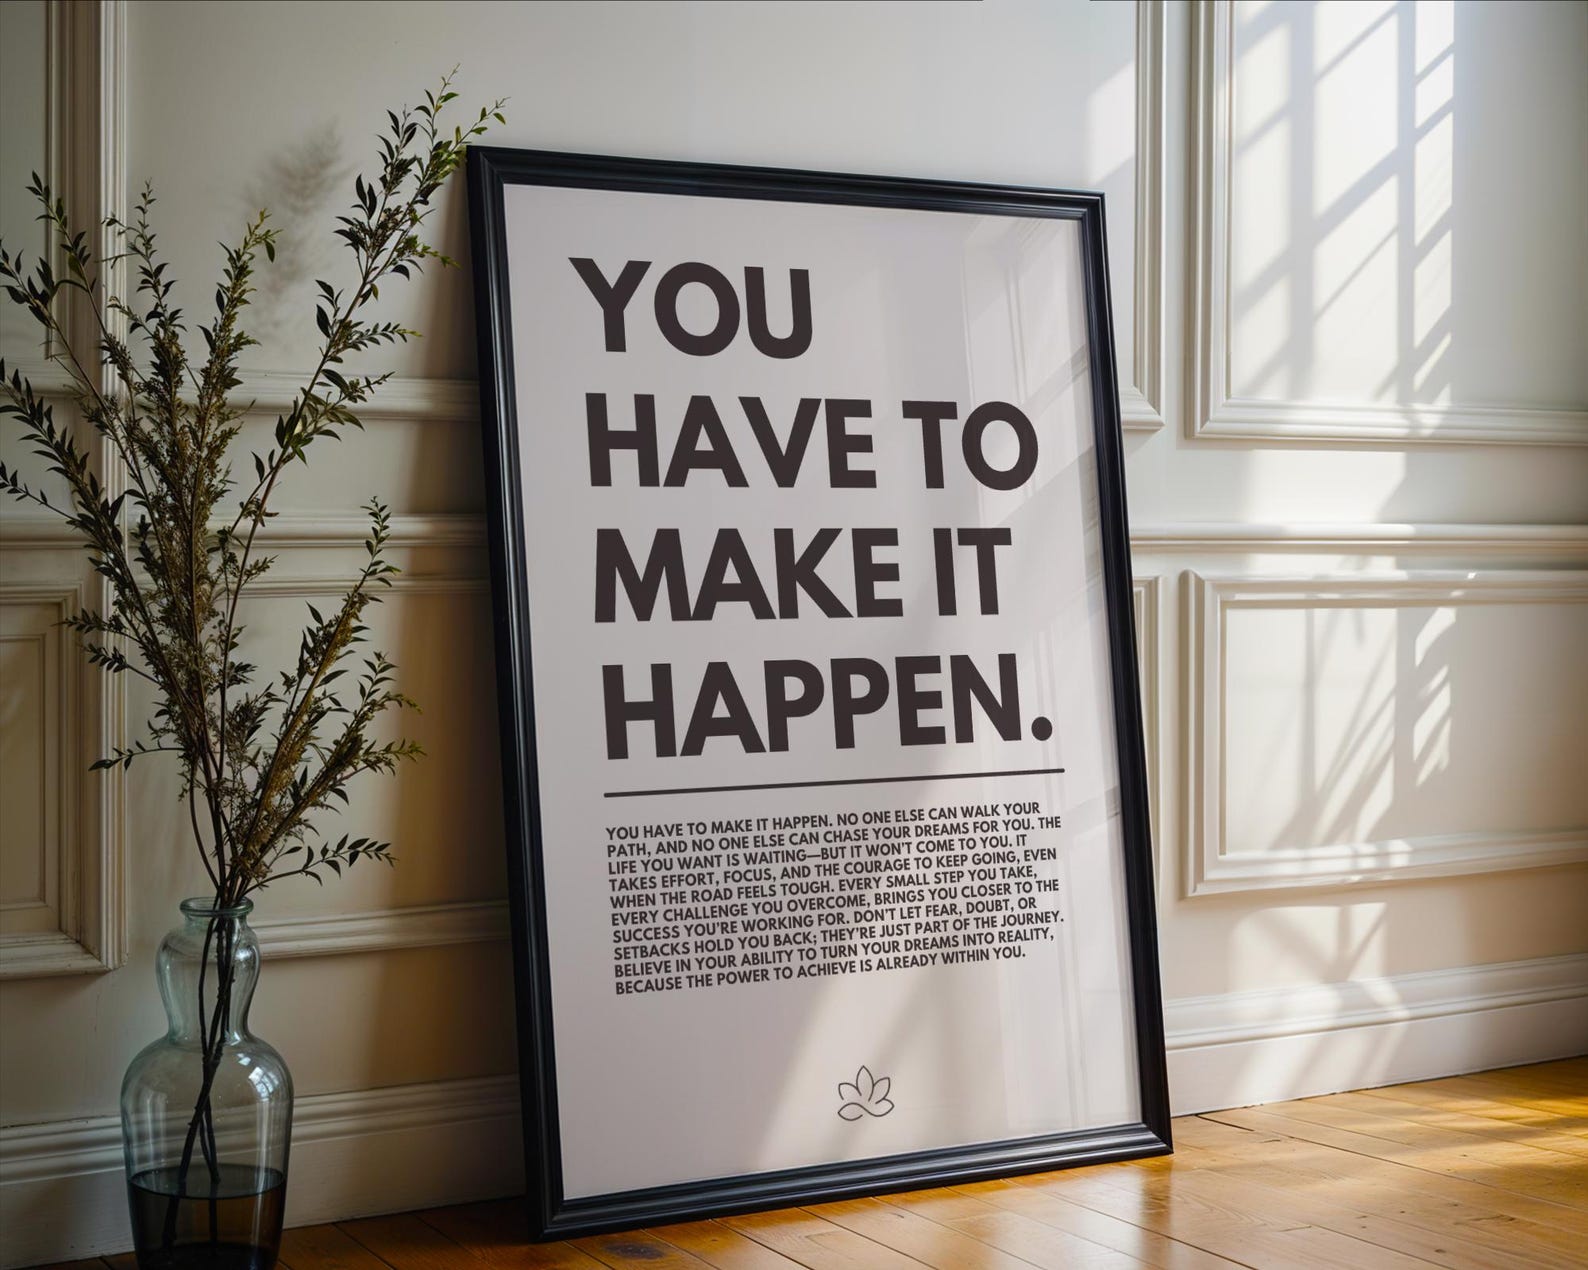 YOU
HAVE TO
MAKE IT
HAPPEN.
YOU HAVE TO MAKE IT HAPPEN. NO ONE ELSE CAN WALK YOUR
PATH, AND NO ONE ELSE CAN CHASE YOUR DREAMS FOR YOU. THE
LIFE YOU WANT IS WAITING—BUT IT WON'T COME TO YOU. IT
TAKES EFFORT, FOCUS, AND THE COURAGE TO KEEP GOING, EVEN
WHEN THE ROAD FEELS TOUGH. EVERY SMALL STEP YOU TAKE,
EVERY CHALLENGE YOU OVERCOME, BRINGS YOU CLOSER TO THE
SUCCESS YOU'RE WORKING FOR. DON'T LET FEAR, DOUBT, OR
SETBACKS HOLD YOU BACK; THEY'RE JUST PART OF THE JOURNEY.
BELIEVE IN YOUR ABILITY TO TURN YOUR DREAMS INTO REALITY,
BECAUSE THE POWER TO ACHIEVE IS ALREADY WITHIN YOU.